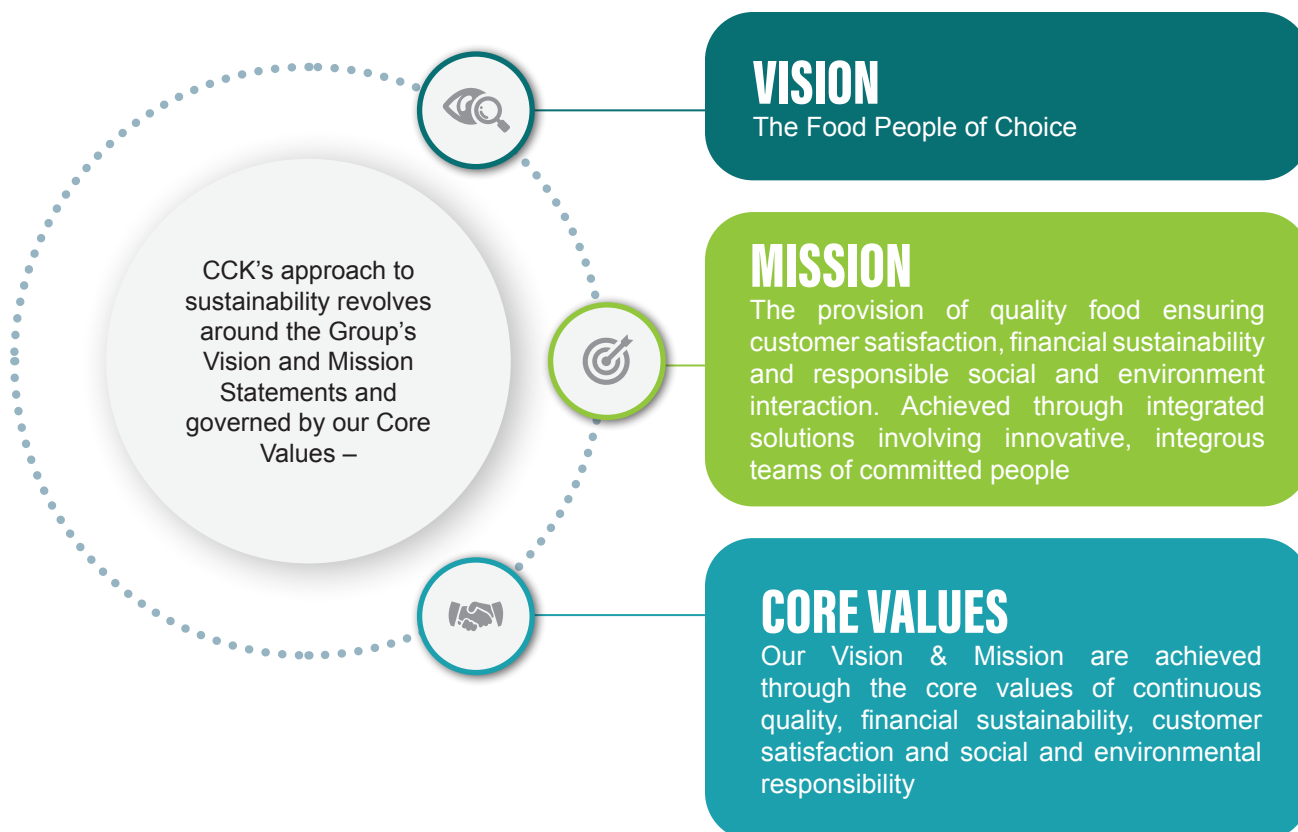 CCK’s approach to
sustainability revolves
around the Group’s
Vision and Mission
Statements and
governed by our Core
Values –
VISION
The Food People of Choice
MISSION
The provision of quality food ensuring
customer satisfaction, financial sustainability
and responsible social and environment
interaction. Achieved through integrated
solutions involving innovative, integrous
teams of committed people
CORE VALUES
Our Vision & Mission are achieved
through the core values of continuous
quality, financial sustainability, customer
satisfaction and social and environmental
responsibility